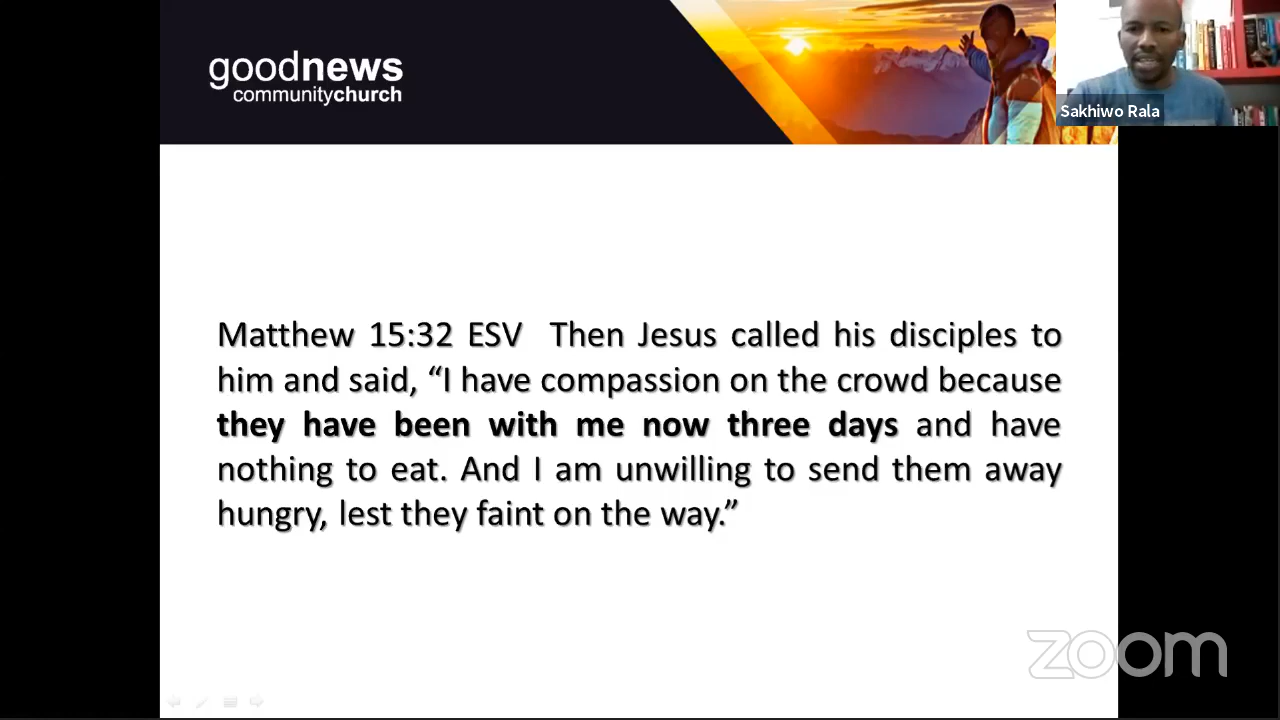 goodnews
communitychurch
Sakhiwo Rala
Matthew 15:32 ESV Then Jesus called his disciples to
him and said, “I have compassion on the crowd because
they have been with me now three days and have
nothing to eat. And I am unwilling to send them away
hungry, lest they faint on the way.”
zoom